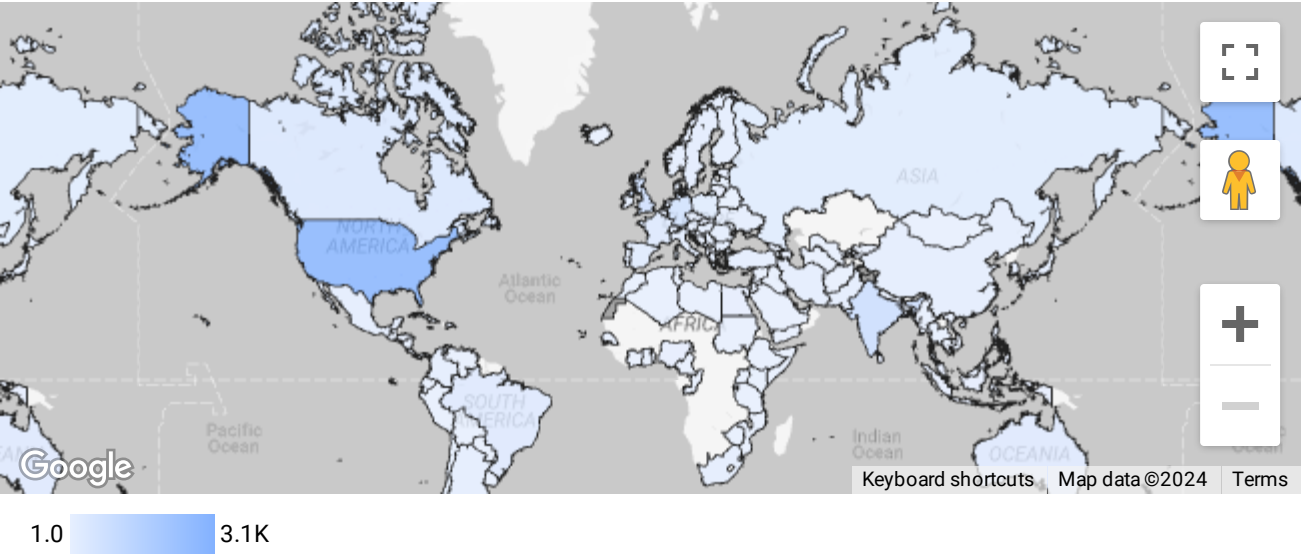 ASIA
NORTH
AMERICA
Atlantic
Ocean
AFRICA
SOUTH
AMERICA
Pacific
Ocean
Indian
Ocean
OCEANIA
Google
Keyboard shortcuts
Map data ©2024
Terms
1.0
3.1K